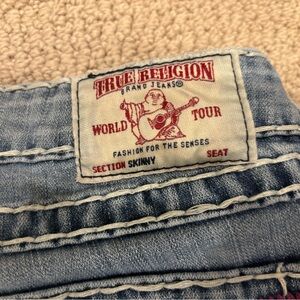 TRUE RELIGION
BRAND JEANS®
WORLD TOUR
FASHION FOR THE SENSES
SECTION SKINNY SEAT